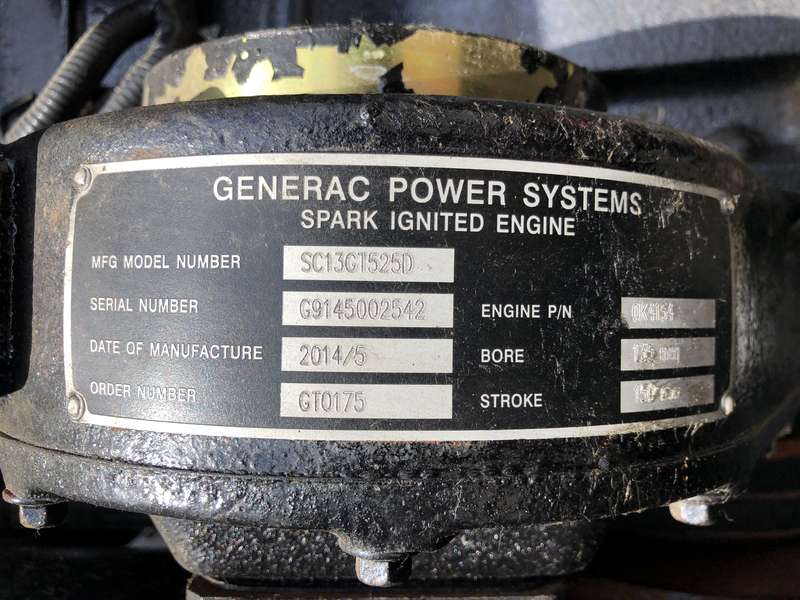 GENERAC POWER SYSTEMS
SPARK IGNITED ENGINE
MFG MODEL NUMBER SC13GT525D
SERIAL NUMBER G9145002542 ENGINE P/N
DATE OF MANUFACTURE 2014/5 BORE
ORDER NUMBER GT0175 STROKE